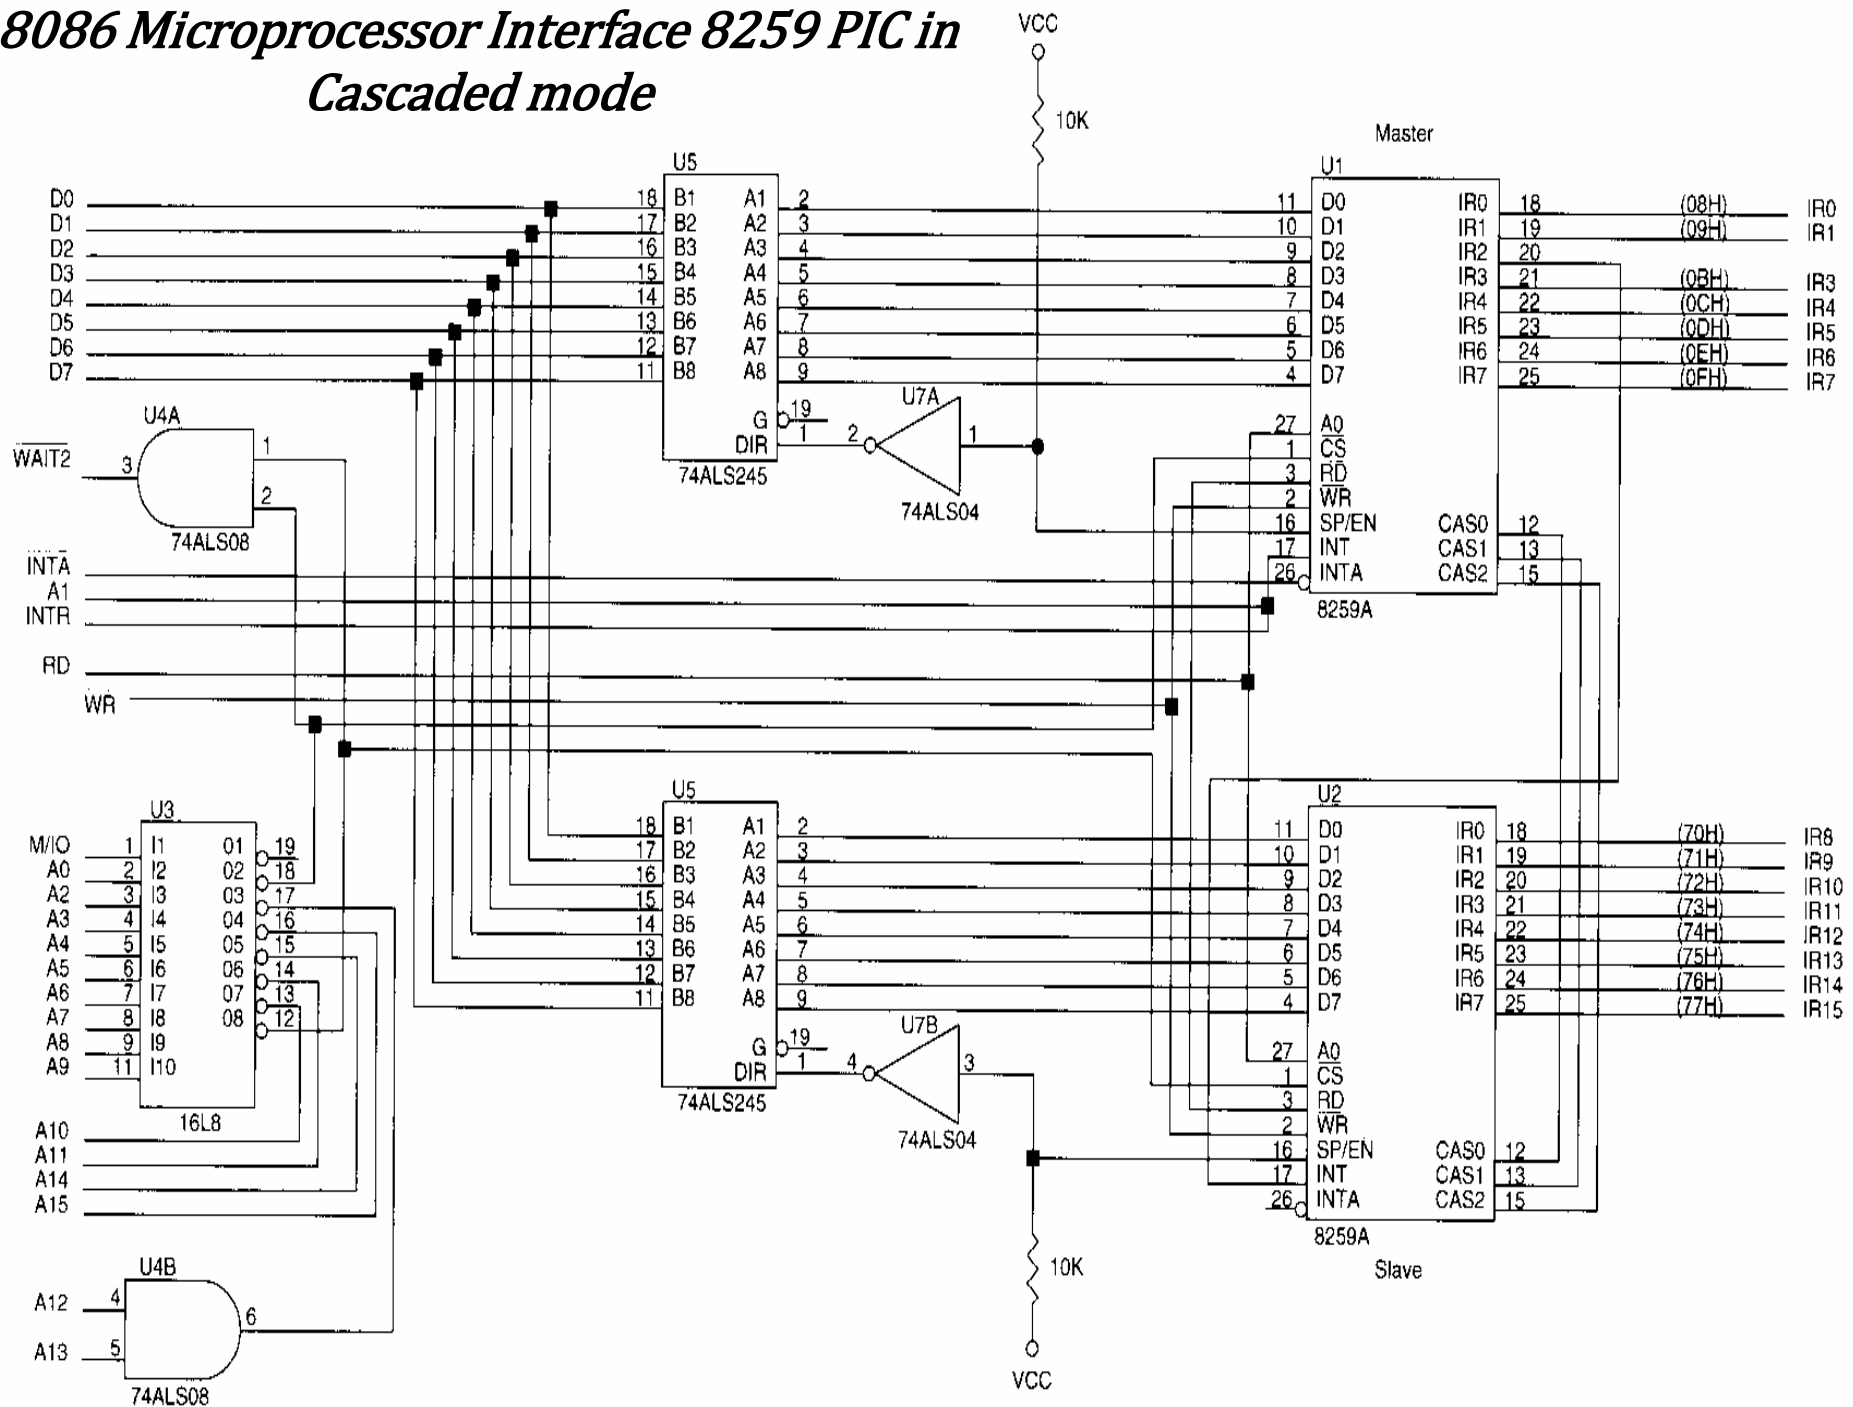 8086 Microprocessor Interface 8259 PIC in
Cascaded mode
VCC
10K
Master
U5
U1
D0
D1
D2
D3
D4
D5
D6
D7
18 B1 A1 2
17 B2 A2 3
16 B3 A3 4
15 B4 A4 5
14 B5 A5 6
13 B6 A6 7
12 B7 A7 8
11 B8 A8 9
G 19
DIR 1
74ALS245
U7A
2
1
74ALS04
11 D0 IR0 18 (08H) IR0
10 D1 IR1 19 (09H) IR1
9 D2 IR2 20
8 D3 IR3 21 (0BH) IR3
7 D4 IR4 22 (0CH) IR4
6 D5 IR5 23 (0DH) IR5
5 D6 IR6 24 (0EH) IR6
4 D7 IR7 25 (0FH) IR7
27 A0
1 CS
3 RD
2 WR
16 SP/EN CAS0 12
17 INT CAS1 13
26 INTA CAS2 15
8259A
U4A
WAIT2
3
1
2
74ALS08
INTA
A1
INTR
RD
WR
U3
M/IO 1 I1 01 19
A0 2 I2 02 18
A2 3 I3 03 17
A3 4 I4 04 16
A4 5 I5 05 15
A5 6 I6 06 14
A6 7 I7 07 13
A7 8 I8 08 12
A8 9 I9
A9 11 I10
16L8
A10
A11
A14
A15
U4B
A12 4
6
A13 5
74ALS08
U5
18 B1 A1 2
17 B2 A2 3
16 B3 A3 4
15 B4 A4 5
14 B5 A5 6
13 B6 A6 7
12 B7 A7 8
11 B8 A8 9
G 19
DIR 1
74ALS245
U7B
4
3
74ALS04
10K
VCC
U2
11 D0 IR0 18 (70H) IR8
10 D1 IR1 19 (71H) IR9
9 D2 IR2 20 (72H) IR10
8 D3 IR3 21 (73H) IR11
7 D4 IR4 22 (74H) IR12
6 D5 IR5 23 (75H) IR13
5 D6 IR6 24 (76H) IR14
4 D7 IR7 25 (77H) IR15
27 A0
1 CS
3 RD
2 WR
16 SP/EN CAS0 12
17 INT CAS1 13
26 INTA CAS2 15
8259A
Slave